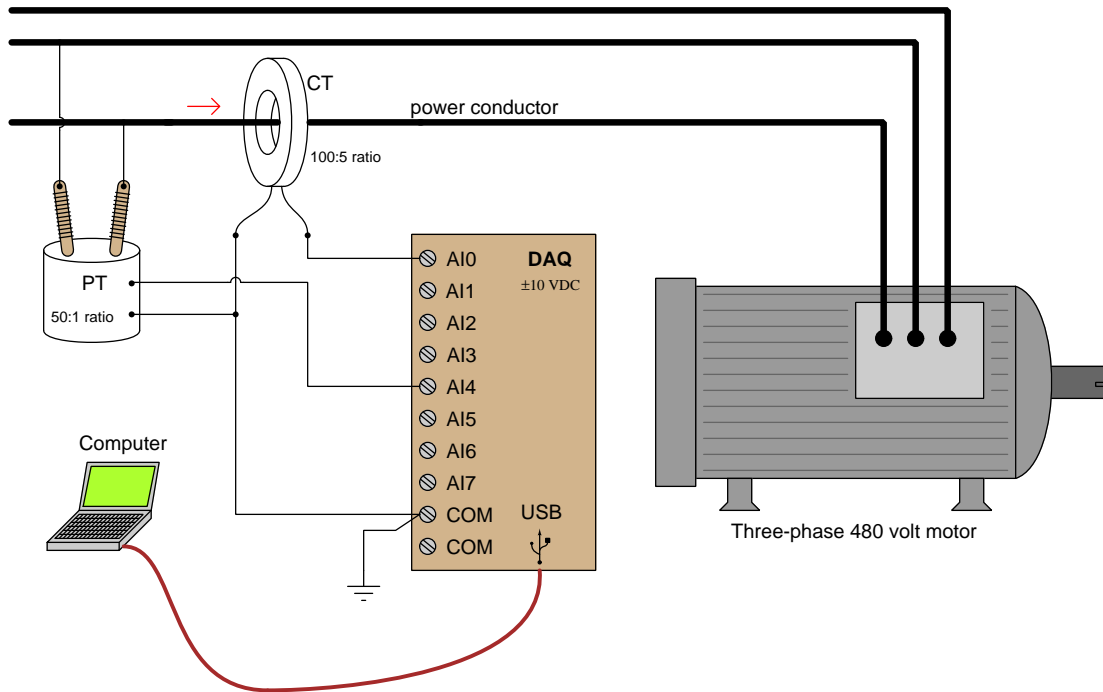 CT
power conductor
100:5 ratio
PT
50:1 ratio
AI0
DAQ
±10 VDC
AI1
AI2
AI3
AI4
AI5
AI6
AI7
COM
USB
COM
Computer
Three-phase 480 volt motor